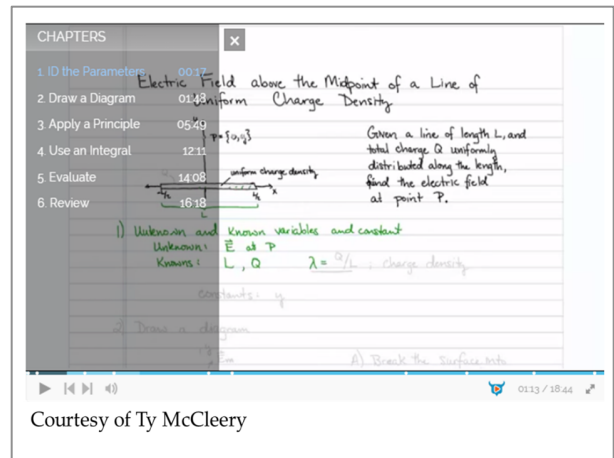 CHAPTERS
1. ID the Parameters 00:17
2. Draw a Diagram 01:48
3. Apply a Principle 05:49
4. Use an Integral 12:11
5. Evaluate 14:08
6. Review 16:18
Electric Field above the Midpoint of a Line of
Uniform Charge Density
y
P = {0,y}
uniform charge density
-L/2 L/2 x
L
Given a line of length L, and
total charge Q uniformly
distributed along the length,
find the electric field
at point P.
1) Unknown and Known variables and constant
Unknown: E⃗ at P
Knowns: L, Q λ = Q/L, charge density
constants: y
2) Draw a diagram
A) Break the surface into
01:13 / 18:44
Courtesy of Ty McCleery